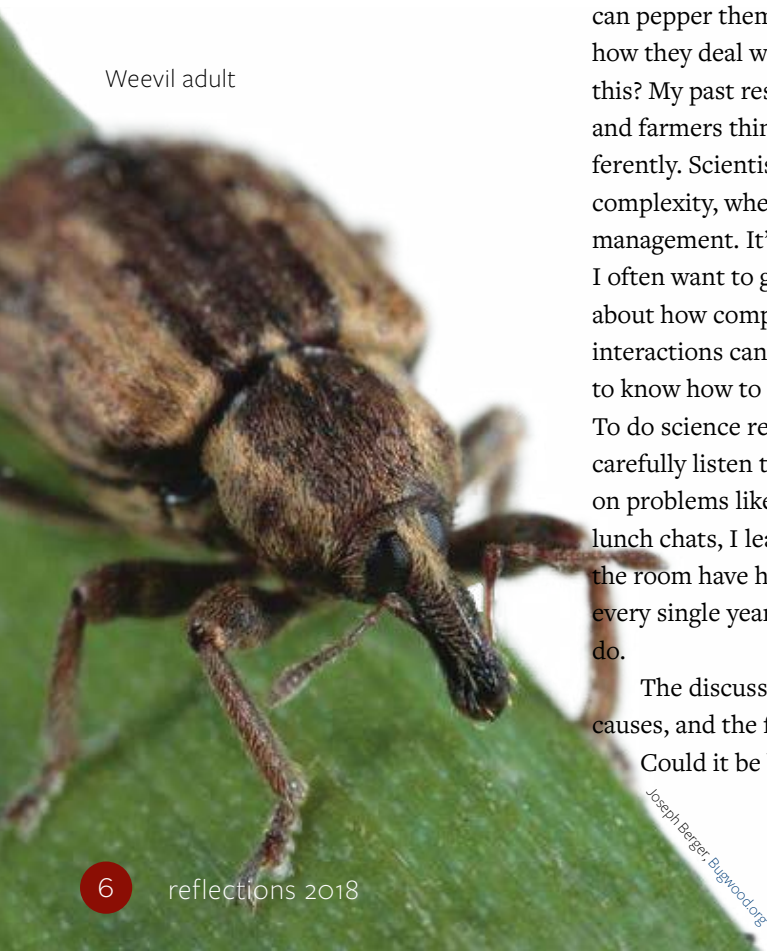 Weevil adult
can pepper them
how they deal w
this? My past res
and farmers thin
ferently. Scientis
complexity, whe
management. It’
I often want to g
about how comp
interactions can
to know how to
To do science re
carefully listen t
on problems like
lunch chats, I lea
the room have h
every single year
do.
The discuss
causes, and the f
Could it be
Joseph Berger, Bugwood.org
6 reflections 2018